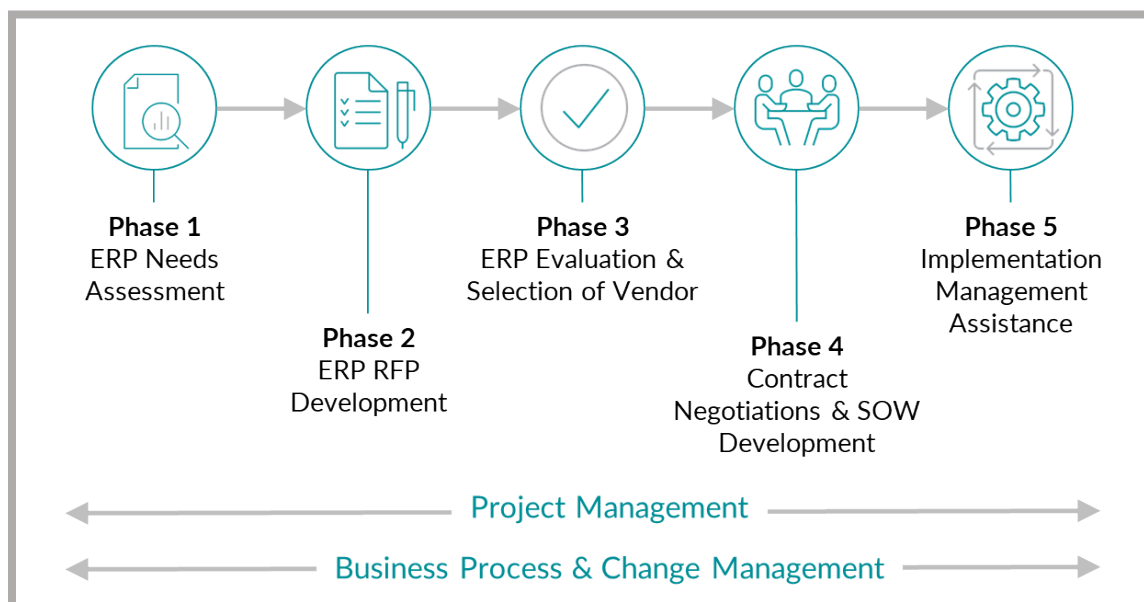 Phase 1
ERP Needs
Assessment
Phase 2
ERP RFP
Development
Phase 3
ERP Evaluation &
Selection of Vendor
Phase 4
Contract
Negotiations & SOW
Development
Phase 5
Implementation
Management
Assistance
Project Management
Business Process & Change Management